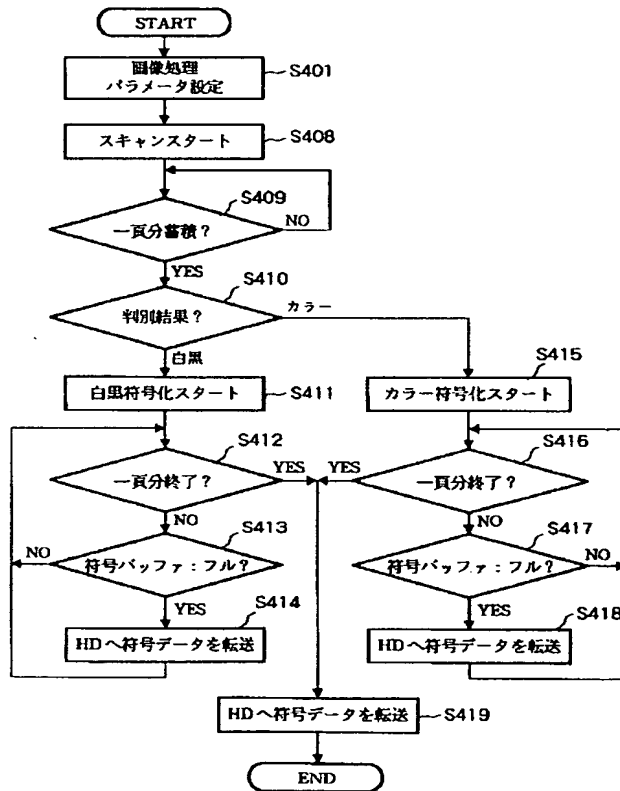 START
画像処理
パラメータ設定
S401
スキャンスタート
S408
S409
一頁分蓄積？
NO
YES
S410
判別結果？
カラー
白黒
白黒符号化スタート
S411
S415
カラー符号化スタート
S412
一頁分終了？
YES
NO
S413
符号バッファ：フル？
NO
YES
S414
HDへ符号データを転送
S416
一頁分終了？
YES
NO
S417
符号バッファ：フル？
NO
YES
S418
HDへ符号データを転送
HDへ符号データを転送
S419
END